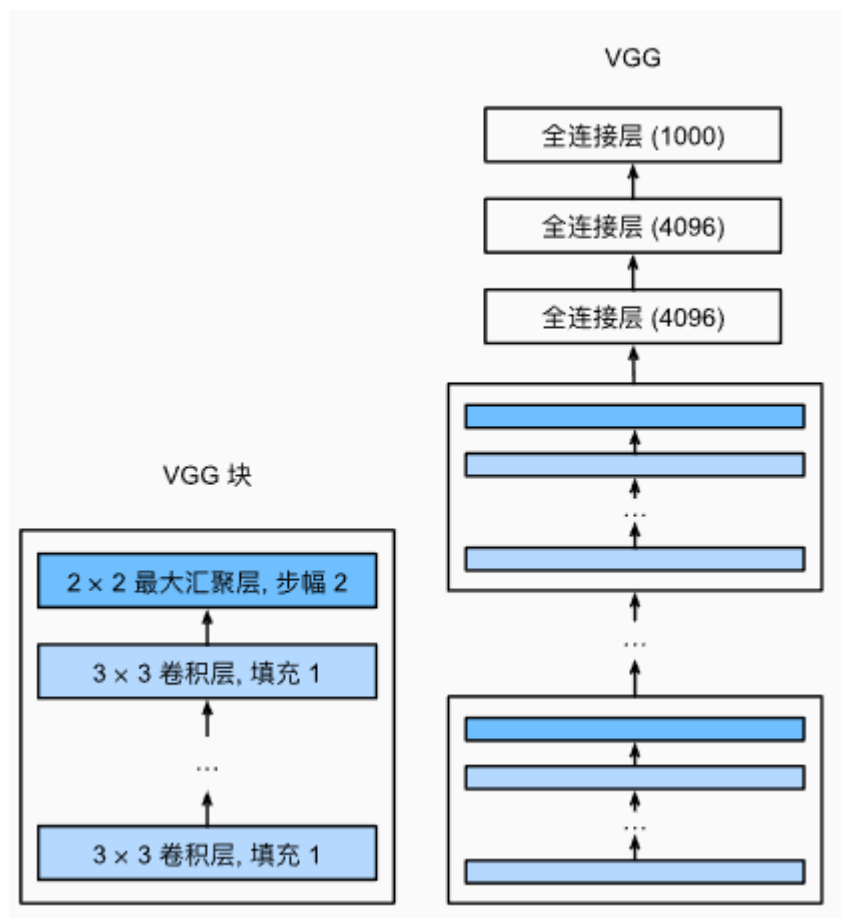 VGG
全连接层 (1000)
全连接层 (4096)
全连接层 (4096)
...
...
...
VGG 块
2 × 2 最大汇聚层, 步幅 2
3 × 3 卷积层, 填充 1
...
3 × 3 卷积层, 填充 1